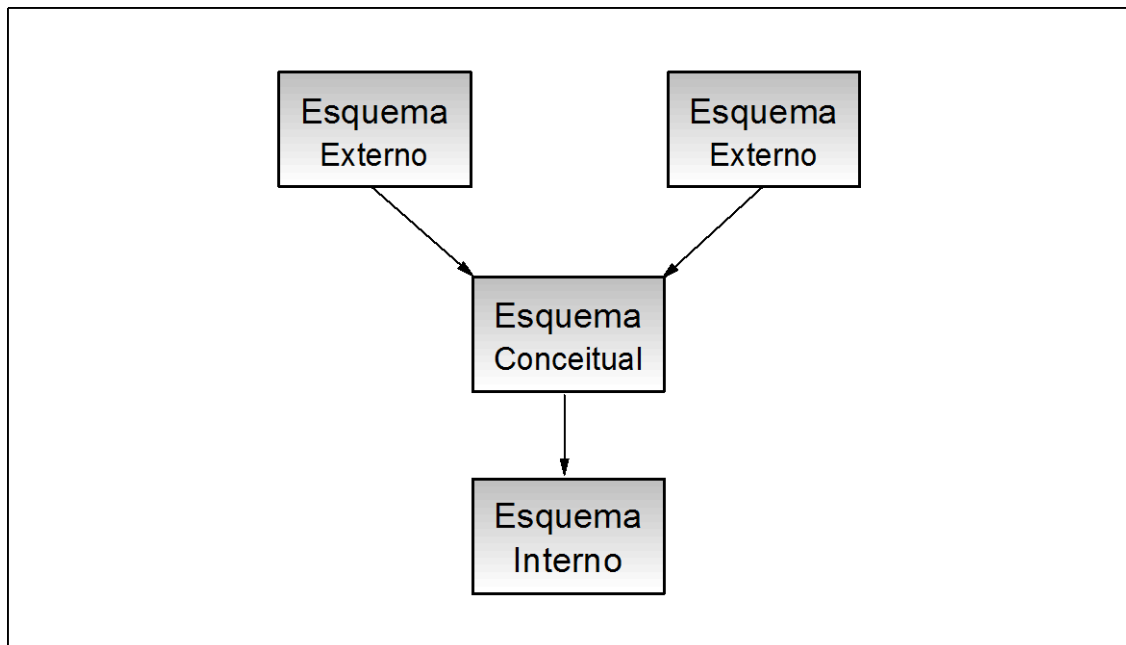 Esquema
Externo
Esquema
Externo
Esquema
Conceitual
Esquema
Interno